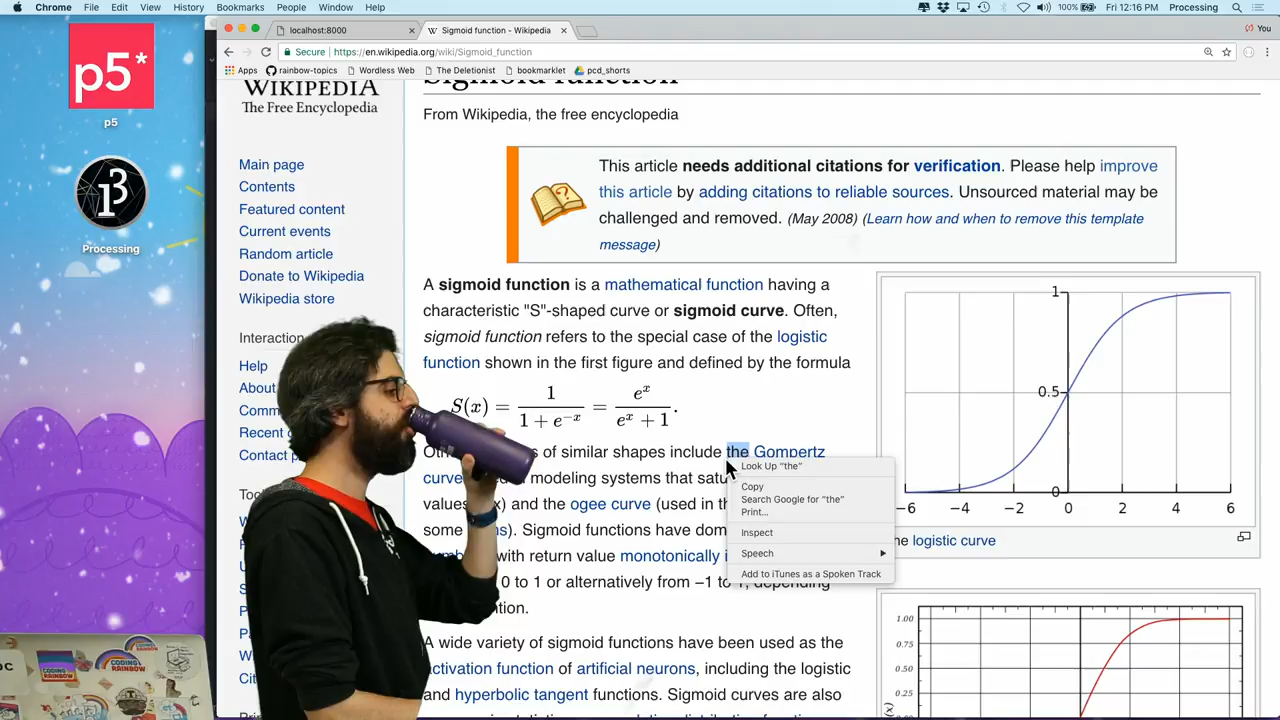 Chrome File Edit View History Bookmarks People Window Help 100% Fri 12:16 PM Processing
localhost:8000 Sigmoid function - Wikipedia You
Secure https://en.wikipedia.org/wiki/Sigmoid_function
Apps rainbow-topics Wordless Web The Deletionist bookmarklet pcd_shorts
p5*
p5
Processing
WIKIPEDIA
The Free Encyclopedia
Main page
Contents
Featured content
Current events
Random article
Donate to Wikipedia
Wikipedia store
Interaction
Help
About
Comm
Recent c
Contact p
Sigmoid function
From Wikipedia, the free encyclopedia
This article needs additional citations for verification. Please help improve
this article by adding citations to reliable sources. Unsourced material may be
challenged and removed. (May 2008) (Learn how and when to remove this template
message)
A sigmoid function is a mathematical function having a
characteristic "S"-shaped curve or sigmoid curve. Often,
sigmoid function refers to the special case of the logistic
function shown in the first figure and defined by the formula
S(x) = 1 / (1 + e^−x) = e^x / (e^x + 1).
of similar shapes include the Gompertz
curve modeling systems that satu
values x) and the ogee curve (used in th
some Sigmoid functions have dom
with return value monotonically i
0 to 1 or alternatively from −1 to 1, depending
A wide variety of sigmoid functions have been used as the
activation function of artificial neurons, including the logistic
and hyperbolic tangent functions. Sigmoid curves are also
Look Up "the"
Copy
Search Google for "the"
Print...
Inspect
Speech
Add to iTunes as a Spoken Track
1
0.5
0
−6 −4 −2 0 2 4 6
he logistic curve
1.00
0.75
0.50
0.25
CODING RAINBOW